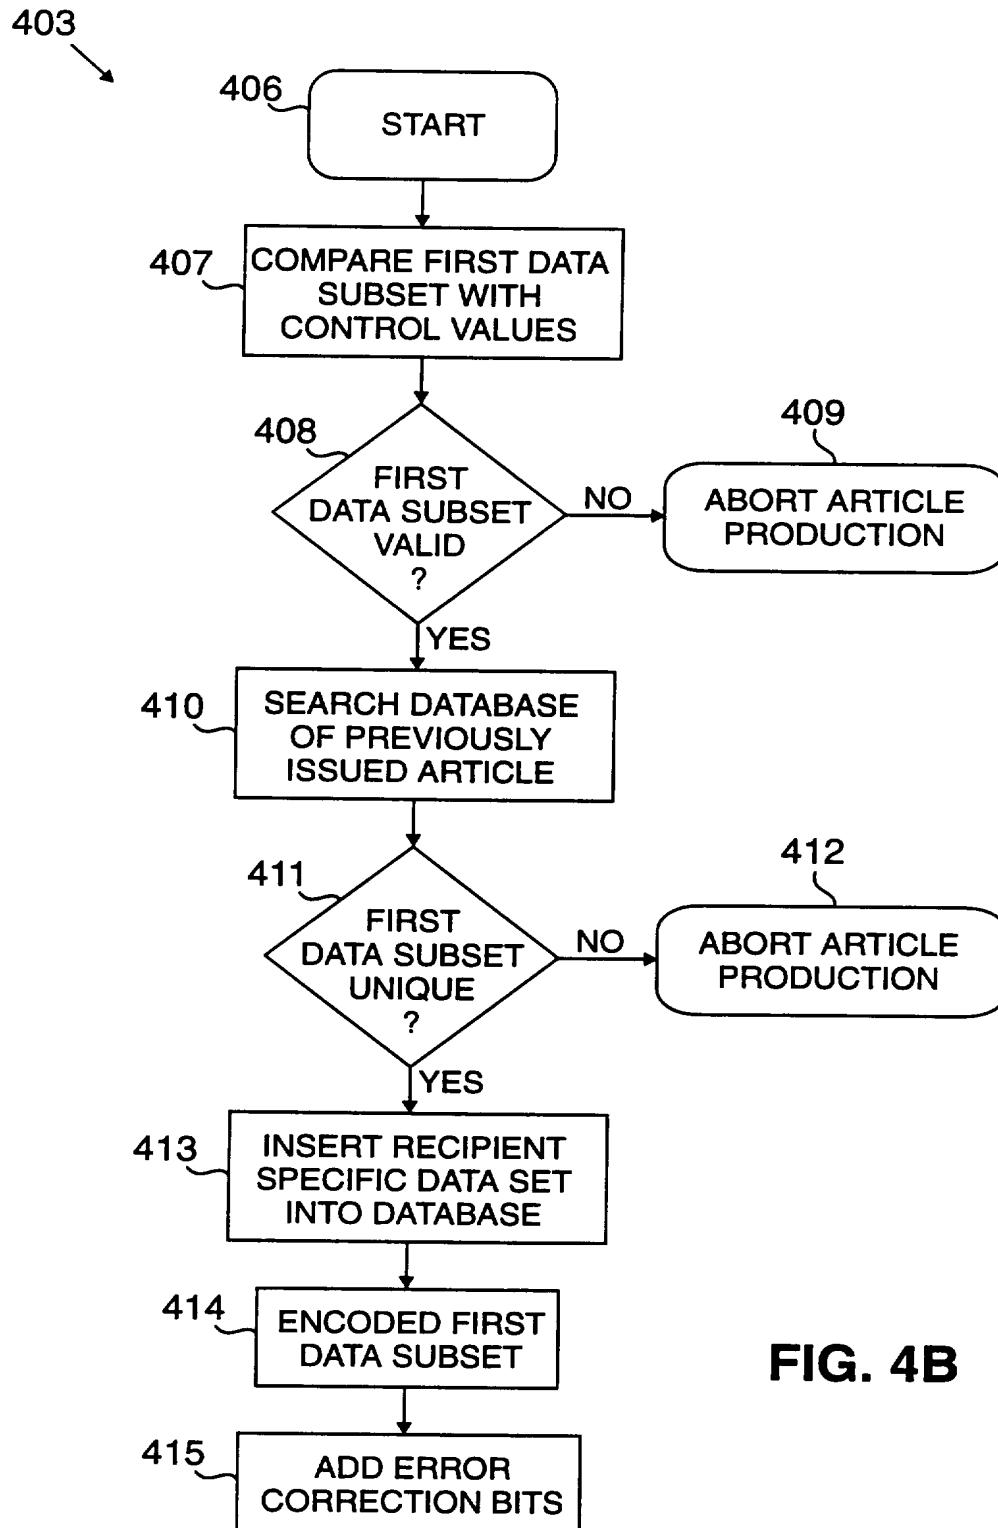 403
406
START
407
COMPARE FIRST DATA
SUBSET WITH
CONTROL VALUES
408
FIRST
DATA SUBSET
VALID
?
NO
409
ABORT ARTICLE
PRODUCTION
YES
410
SEARCH DATABASE
OF PREVIOUSLY
ISSUED ARTICLE
411
FIRST
DATA SUBSET
UNIQUE
?
NO
412
ABORT ARTICLE
PRODUCTION
YES
413
INSERT RECIPIENT
SPECIFIC DATA SET
INTO DATABASE
414
ENCODED FIRST
DATA SUBSET
FIG. 4B
415
ADD ERROR
CORRECTION BITS